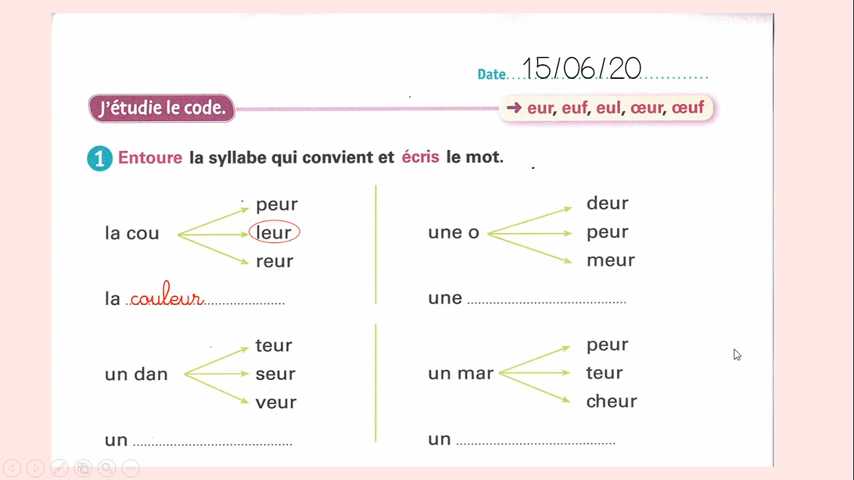 Date....15/06/20............
J'étudie le code.
➜ eur, euf, eul, œur, œuf
1 Entoure la syllabe qui convient et écris le mot.
la cou
peur
leur
reur
la couleur
une o
deur
peur
meur
une
un dan
teur
seur
veur
un
un mar
peur
teur
cheur
un